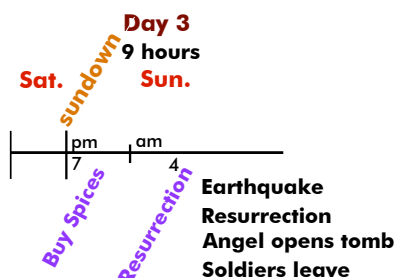 Day 3
9 hours
Sat.
sundown
Sun.
pm
am
7
4
Buy Spices
Resurrection
Earthquake
Resurrection
Angel opens tomb
Soldiers leave